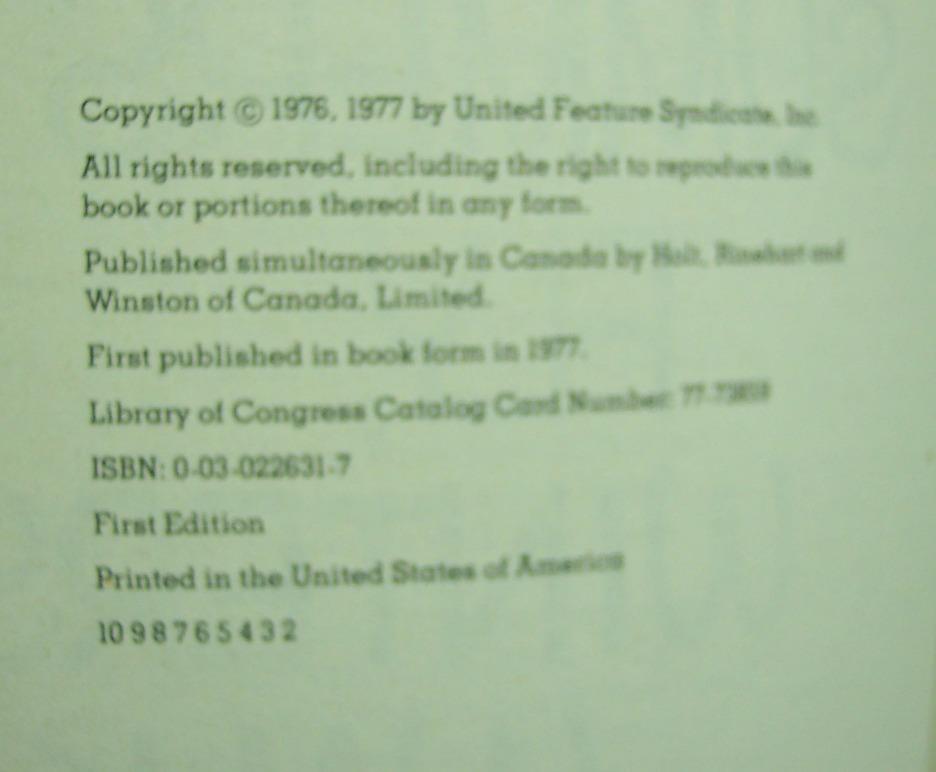 Copyright © 1976, 1977 by United Feature Syndicate, Inc.
All rights reserved, including the right to reproduce this
book or portions thereof in any form.
Published simultaneously in Canada by Holt, Rinehart and
Winston of Canada, Limited.
First published in book form in 1977.
Library of Congress Catalog Card Number:
ISBN: 0-03-022631-7
First Edition
Printed in the United States of America
10 9 8 7 6 5 4 3 2